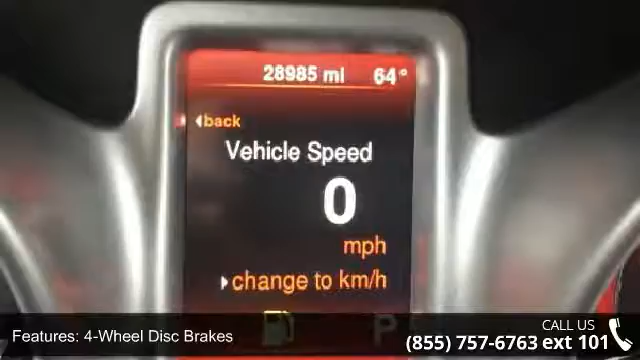 28985 mi 64°
back
Vehicle Speed
0
mph
change to km/h
P
Features: 4-Wheel Disc Brakes
CALL US
(855) 757-6763 ext 101